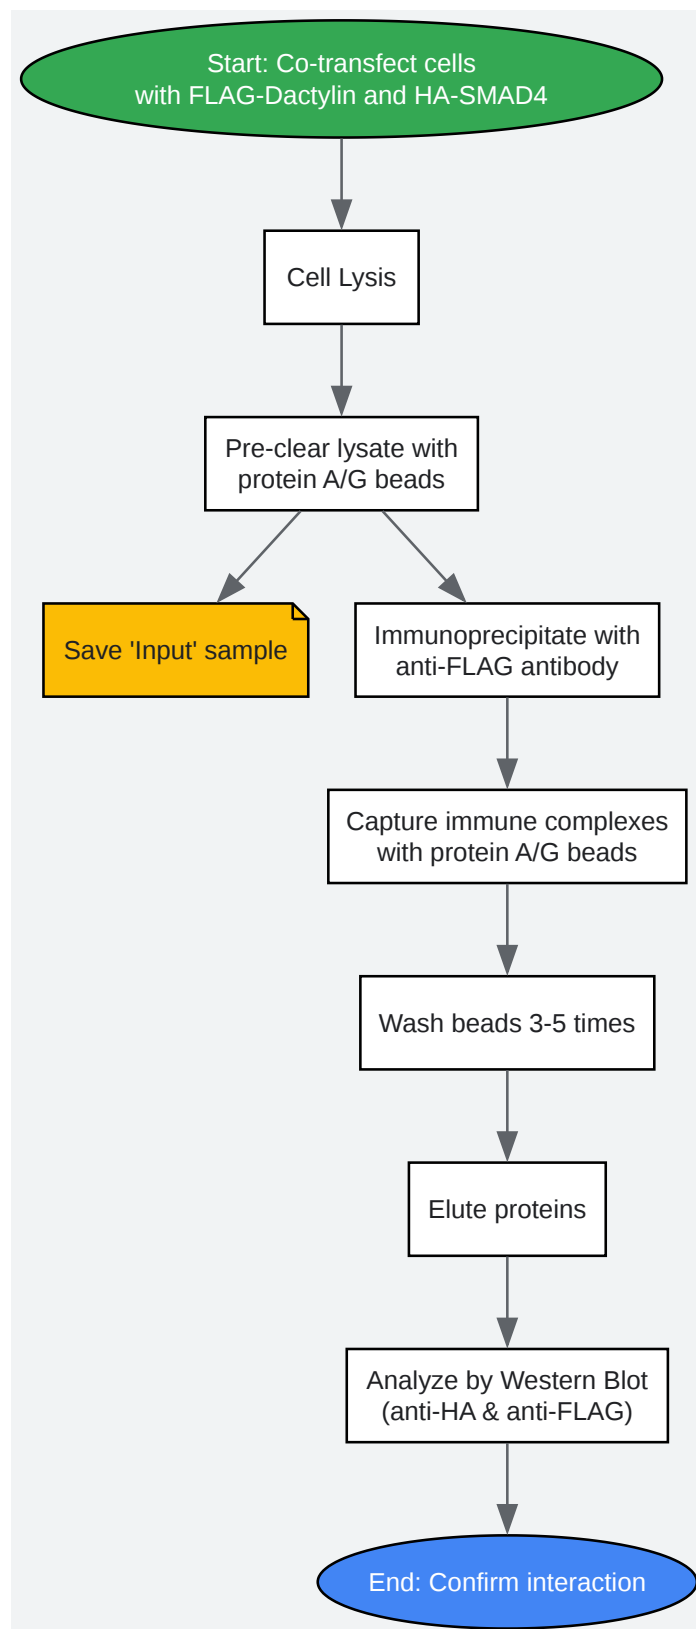 Start: Co-transfect cells
with FLAG-Dactylin and HA-SMAD4
Cell Lysis
Pre-clear lysate with
protein A/G beads
Save 'Input' sample
Immunoprecipitate with
anti-FLAG antibody
Capture immune complexes
with protein A/G beads
Wash beads 3-5 times
Elute proteins
Analyze by Western Blot
(anti-HA & anti-FLAG)
End: Confirm interaction